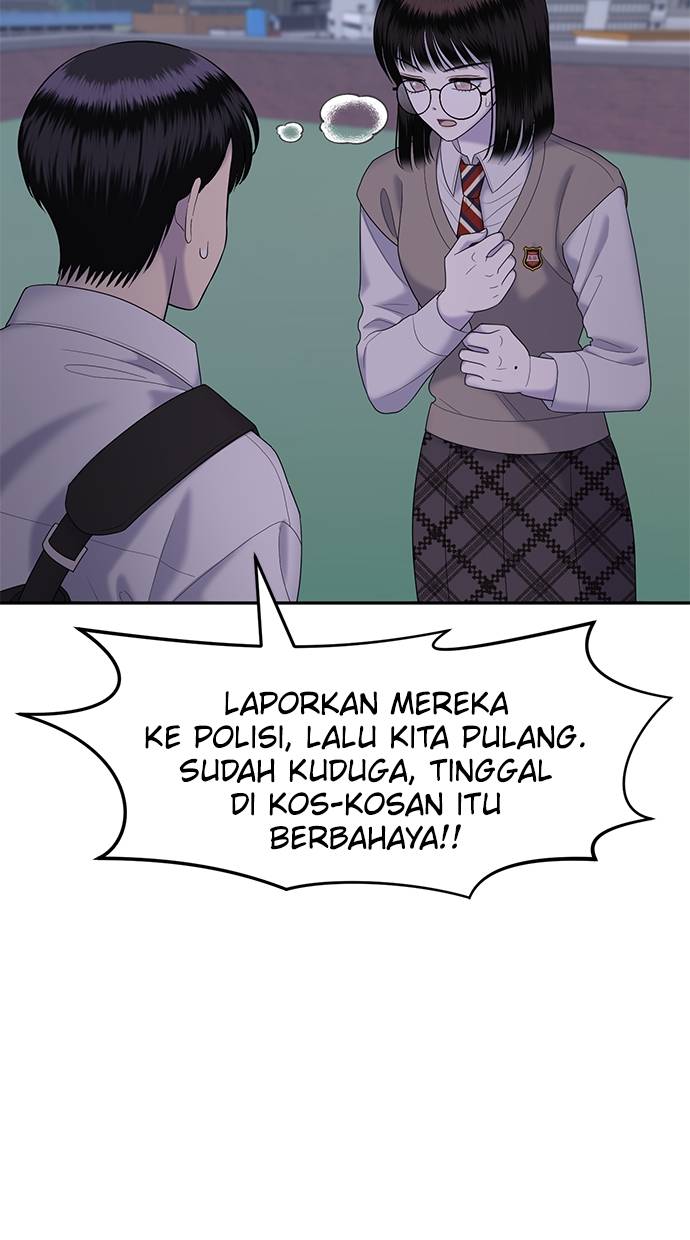 LAPORKAN MEREKA
KE POLISI, LALU KITA PULANG.
SUDAH KUDUGA, TINGGAL
DI KOS-KOSAN ITU
BERBAHAYA!!